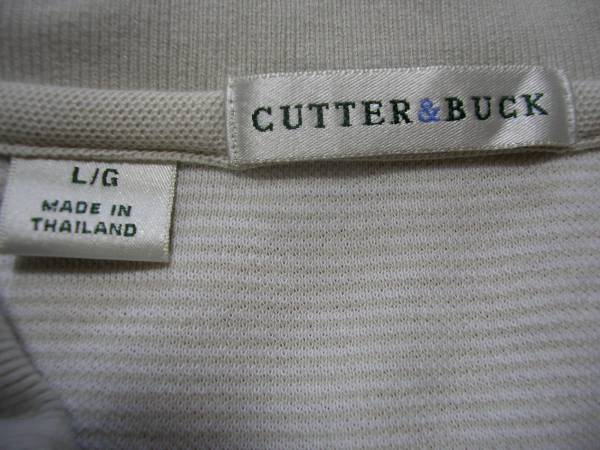 CUTTER&BUCK
L/G
MADE IN
THAILAND